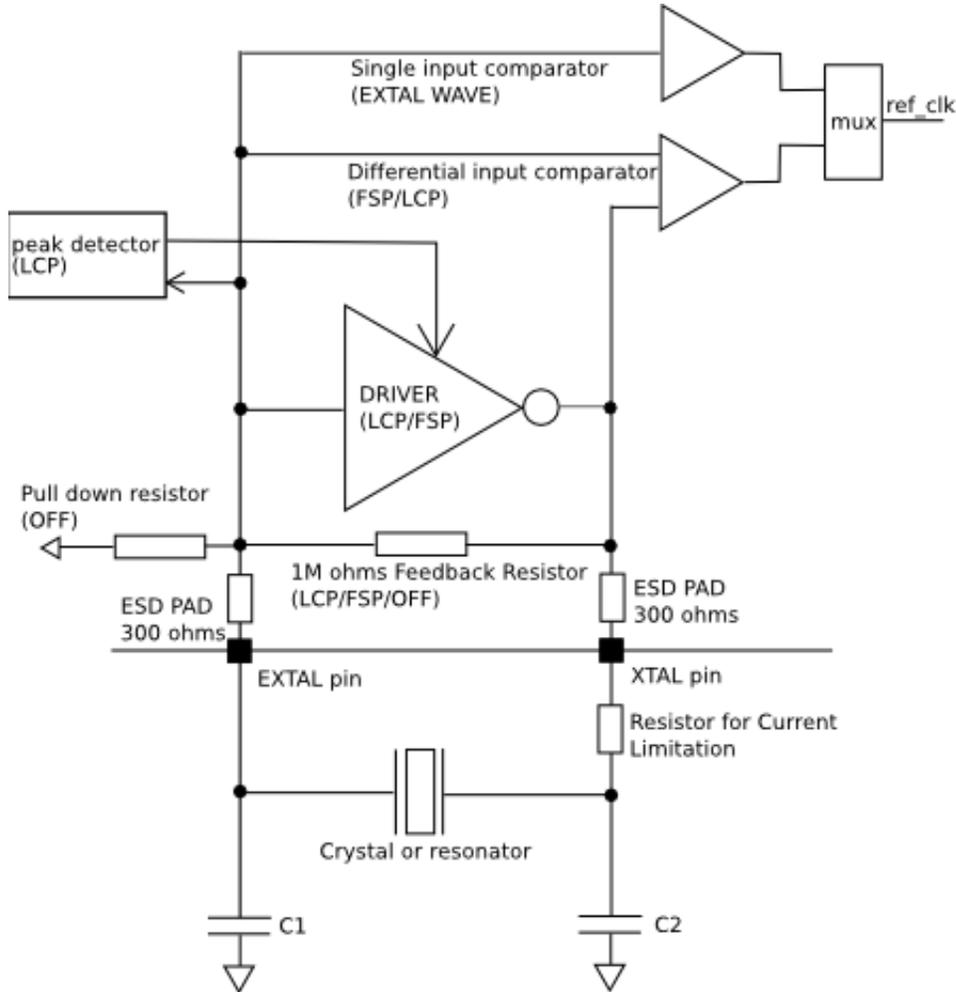 Single input comparator
(EXTAL WAVE)
ref_clk
mux
Differential input comparator
(FSP/LCP)
peak detector
(LCP)
DRIVER
(LCP/FSP)
Pull down resistor
(OFF)
1M ohms Feedback Resistor
(LCP/FSP/OFF)
ESD PAD
300 ohms
ESD PAD
300 ohms
EXTAL pin
XTAL pin
Resistor for Current
Limitation
Crystal or resonator
C1
C2